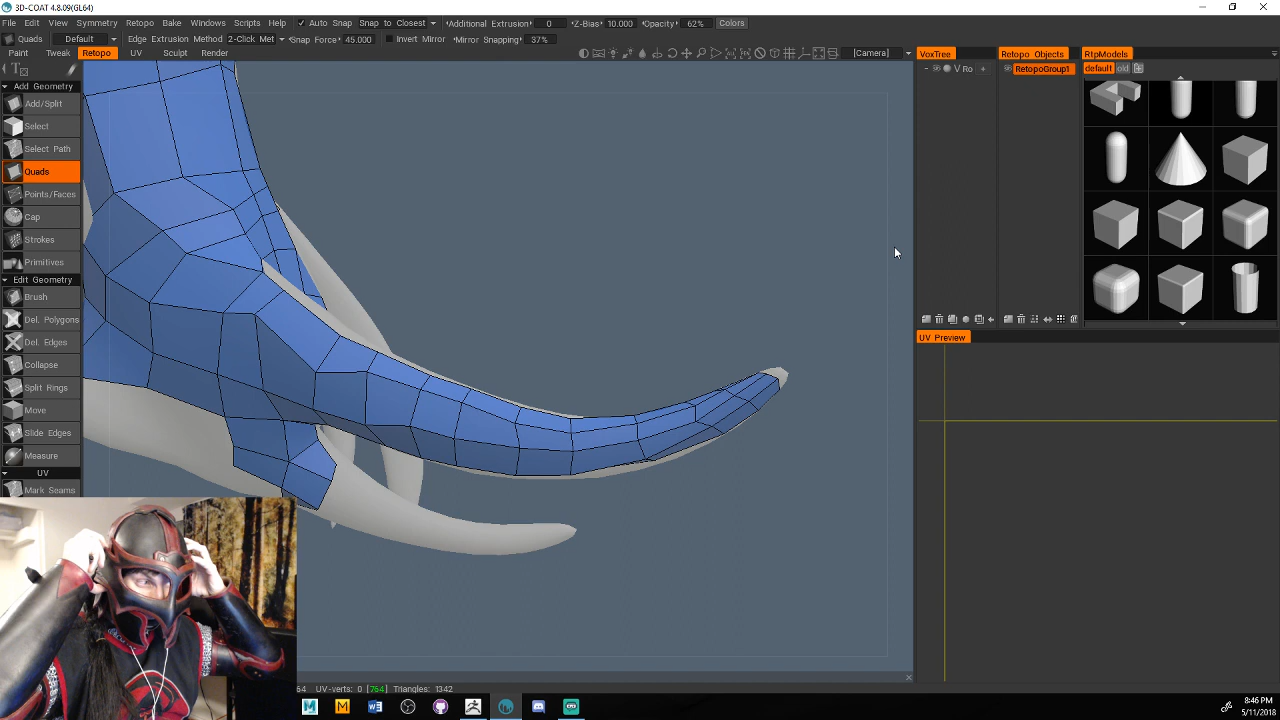 3D-COAT 4.8.09(GL64)
File Edit View Symmetry Retopo Bake Windows Scripts Help Auto Snap Snap to Closest Additional Extrusion 0 Z-Bias 10.000 Opacity 62% Colors
Quads Default Edge Extrusion Method 2-Click Met Snap Force 45.000 Invert Mirror Mirror Snapping 37%
Paint Tweak Retopo UV Sculpt Render [Camera] VoxTree Retopo Objects RtpModels
V Ro + RetopoGroup1 default old
Add Geometry
Add/Split
Select
Select Path
Quads
Points/Faces
Cap
Strokes
Primitives
Edit Geometry
Brush
Del. Polygons
Del. Edges
Collapse
Split Rings
Move
Slide Edges
Measure
UV
Mark Seams
UV Preview
64 UV-verts: 0 [764] Triangles: 1342
8:46 PM
5/11/2018